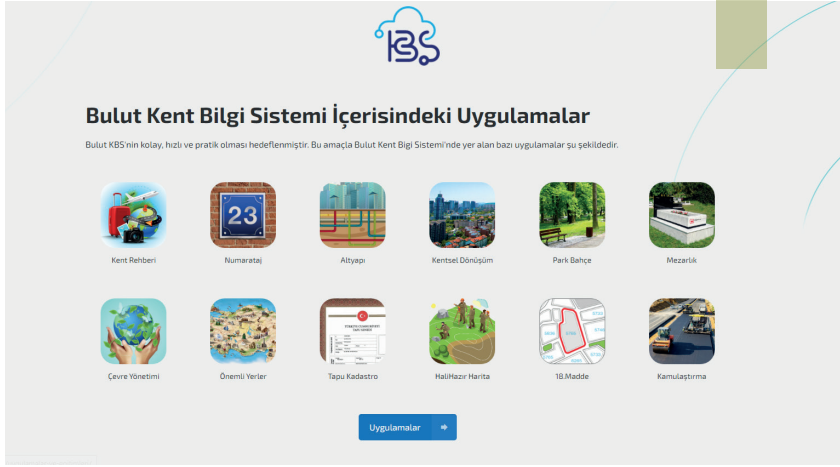 KBS
Bulut Kent Bilgi Sistemi İçerisindeki Uygulamalar
Bulut KBS'nin kolay, hızlı ve pratik olması hedeflenmiştir. Bu amaçla Bulut Kent Bigi Sistemi'nde yer alan bazı uygulamalar şu şekildedir.
23
Kent Rehberi Numarataj Altyapı Kentsel Dönüşüm Park Bahçe Mezarlık
Çevre Yönetimi Önemli Yerler Tapu Kadastro HaliHazır Harita 18.Madde Kamulaştırma
Uygulamalar